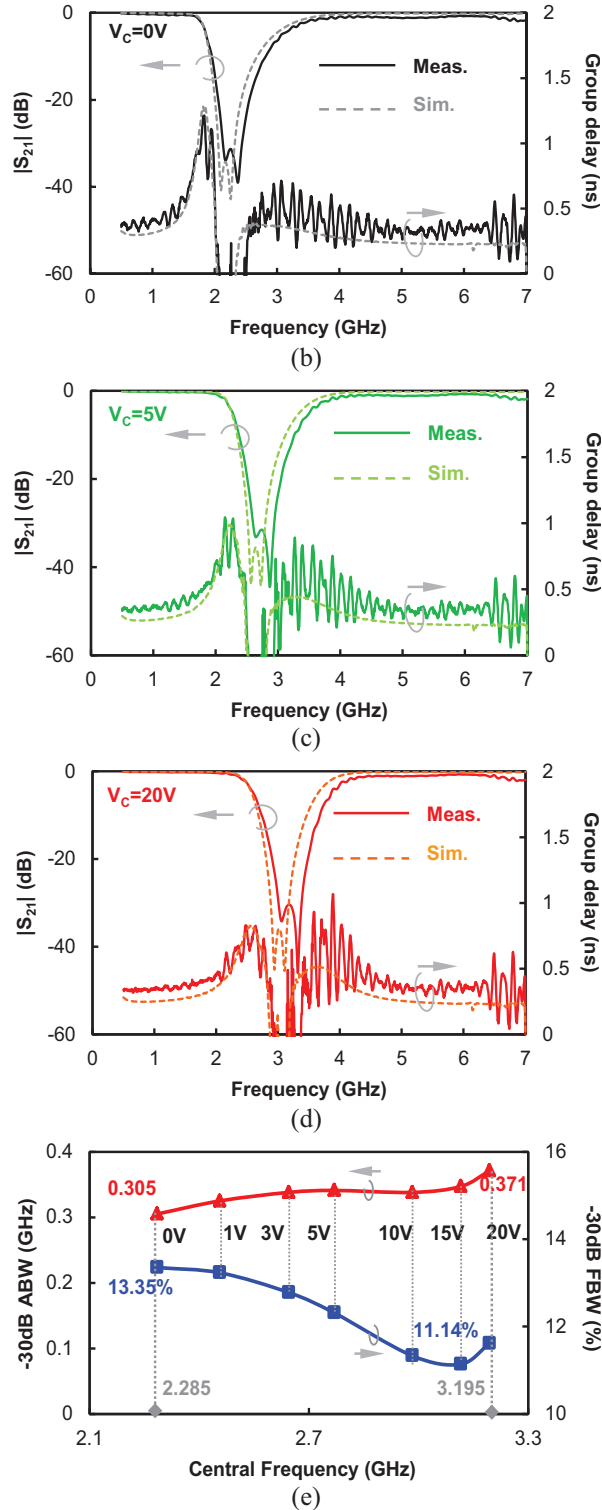 0
2
V_C=0V
Meas.
Sim.
-20
1.5
1
-40
0.5
-60
0
|S_21| (dB)
Group delay (ns)
0 1 2 3 4 5 6 7
Frequency (GHz)
(b)
0
2
V_C=5V
Meas.
Sim.
-20
1.5
1
-40
0.5
-60
0
|S_21| (dB)
Group delay (ns)
0 1 2 3 4 5 6 7
Frequency (GHz)
(c)
0
2
V_C=20V
Meas.
Sim.
-20
1.5
1
-40
0.5
-60
0
|S_21| (dB)
Group delay (ns)
0 1 2 3 4 5 6 7
Frequency (GHz)
(d)
0.4
16
0.305
0.371
0.3
14
0V 1V 3V 5V 10V 15V 20V
0.2
13.35%
11.14%
12
0.1
2.285
3.195
0
10
-30dB ABW (GHz)
-30dB FBW (%)
2.1 2.7 3.3
Central Frequency (GHz)
(e)